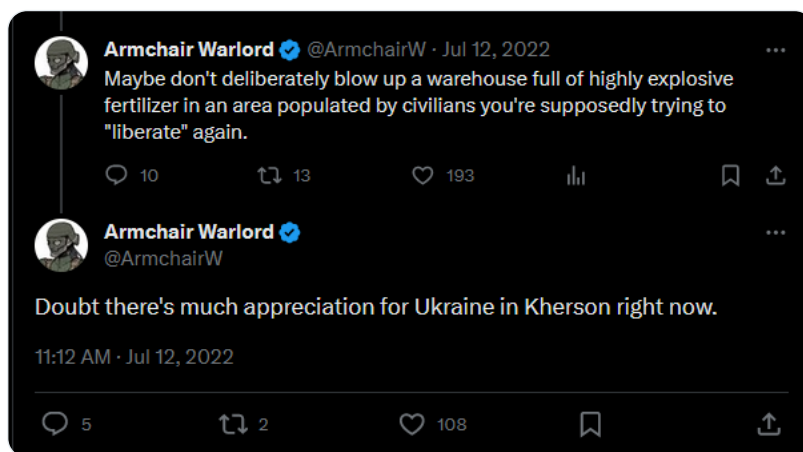 Armchair Warlord @ArmchairW · Jul 12, 2022
Maybe don't deliberately blow up a warehouse full of highly explosive
fertilizer in an area populated by civilians you're supposedly trying to
"liberate" again.
10 13 193
Armchair Warlord
@ArmchairW
Doubt there's much appreciation for Ukraine in Kherson right now.
11:12 AM · Jul 12, 2022
5 2 108